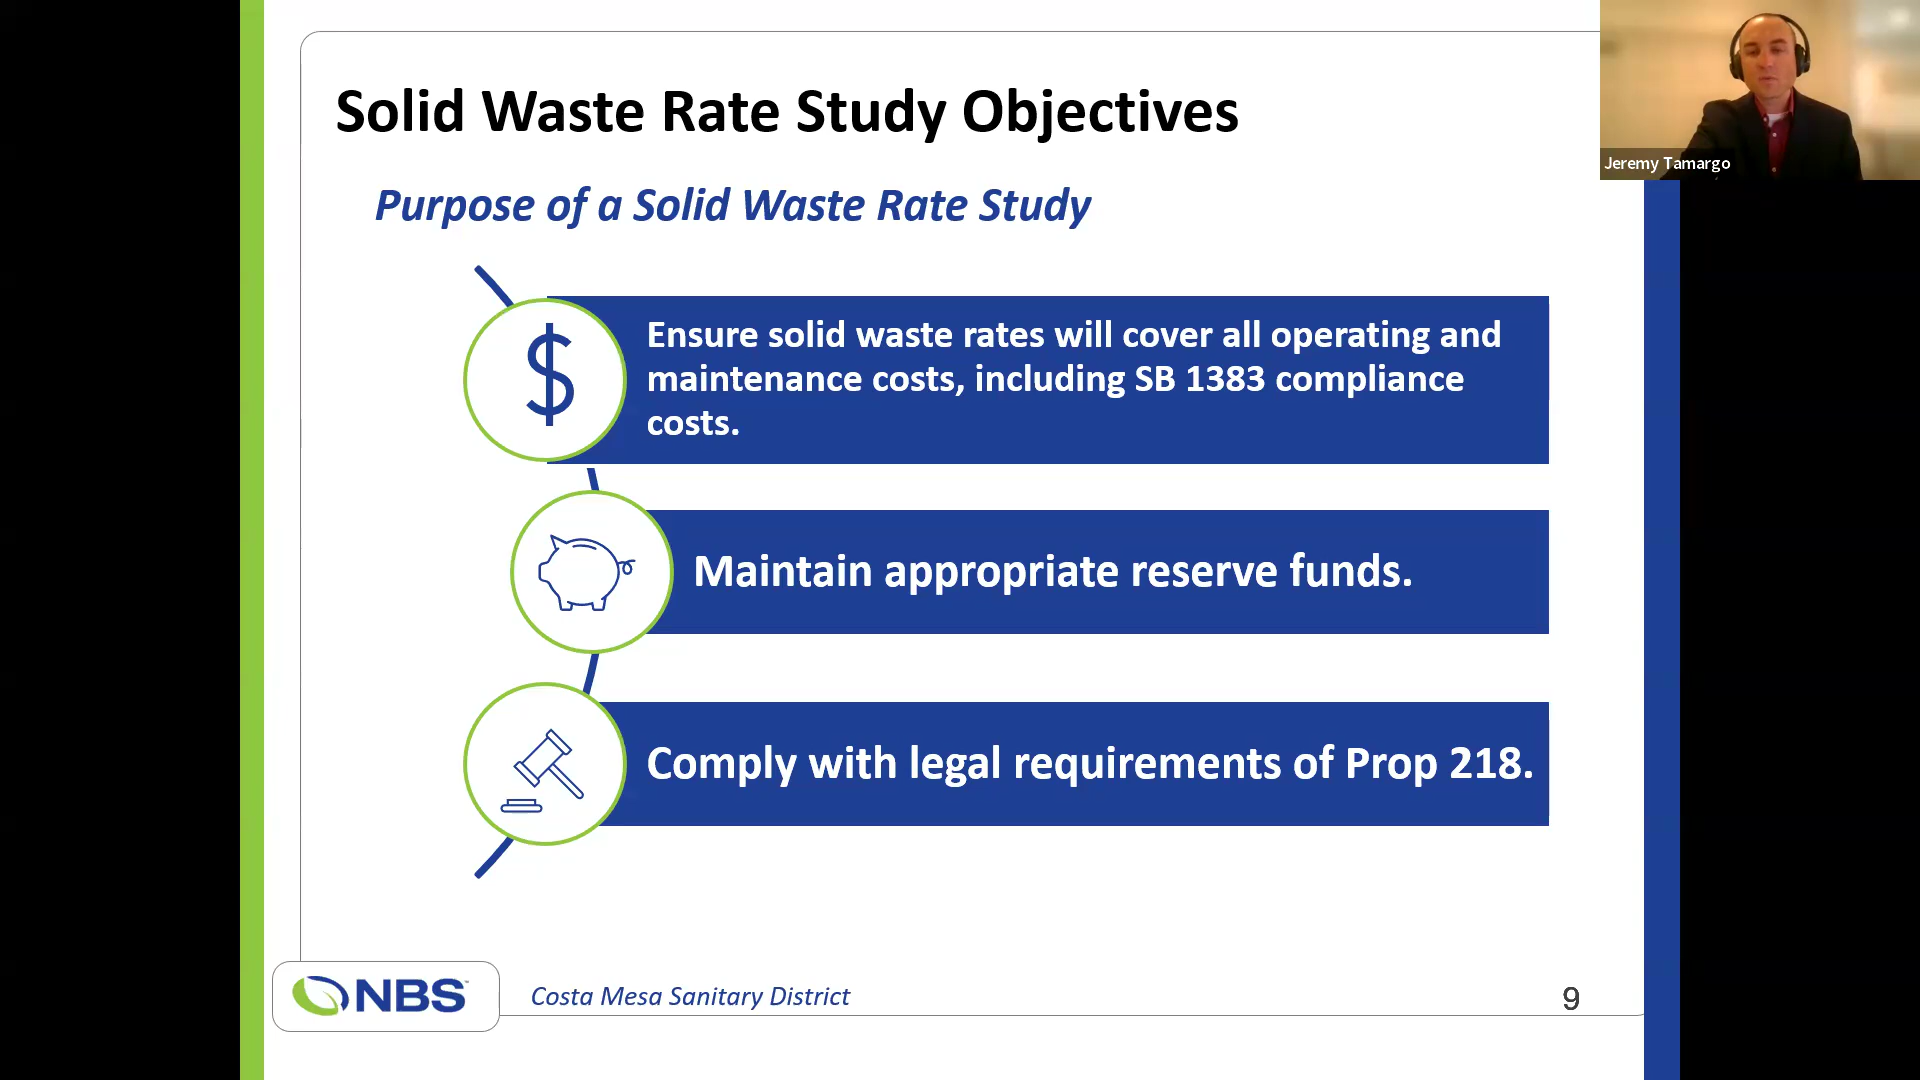 Solid Waste Rate Study Objectives
Jeremy Tamargo
Purpose of a Solid Waste Rate Study
$
Ensure solid waste rates will cover all operating and
maintenance costs, including SB 1383 compliance
costs.
Maintain appropriate reserve funds.
Comply with legal requirements of Prop 218.
NBS
Costa Mesa Sanitary District
9